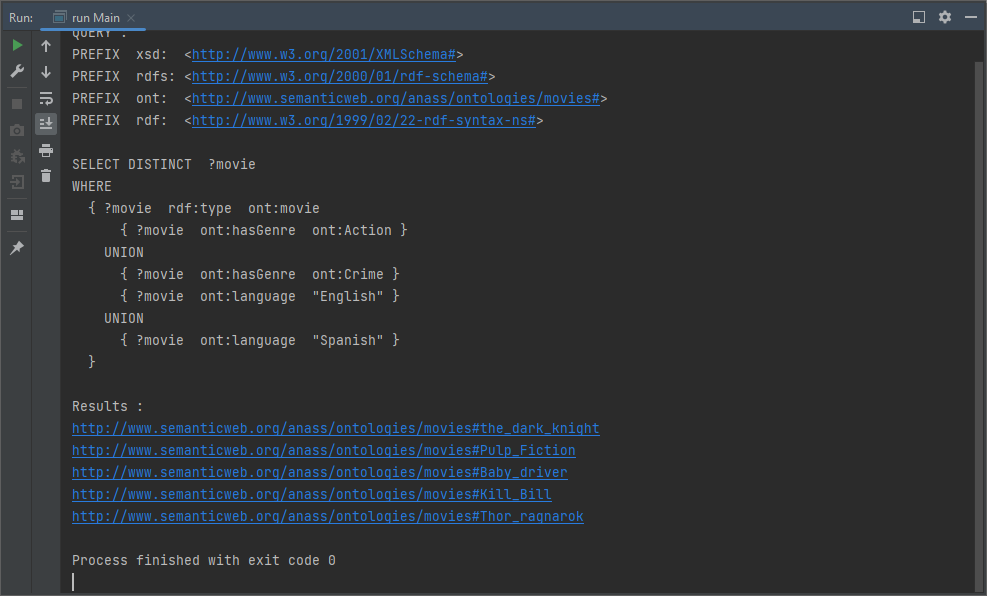 Run: run Main
QUERY :
PREFIX  xsd:  <http://www.w3.org/2001/XMLSchema#>
PREFIX  rdfs: <http://www.w3.org/2000/01/rdf-schema#>
PREFIX  ont:  <http://www.semanticweb.org/anass/ontologies/movies#>
PREFIX  rdf:  <http://www.w3.org/1999/02/22-rdf-syntax-ns#>

SELECT DISTINCT  ?movie
WHERE
  { ?movie  rdf:type  ont:movie
      { ?movie  ont:hasGenre  ont:Action }
    UNION
      { ?movie  ont:hasGenre  ont:Crime }
      { ?movie  ont:language  "English" }
    UNION
      { ?movie  ont:language  "Spanish" }
  }

Results :
http://www.semanticweb.org/anass/ontologies/movies#the_dark_knight
http://www.semanticweb.org/anass/ontologies/movies#Pulp_Fiction
http://www.semanticweb.org/anass/ontologies/movies#Baby_driver
http://www.semanticweb.org/anass/ontologies/movies#Kill_Bill
http://www.semanticweb.org/anass/ontologies/movies#Thor_ragnarok

Process finished with exit code 0